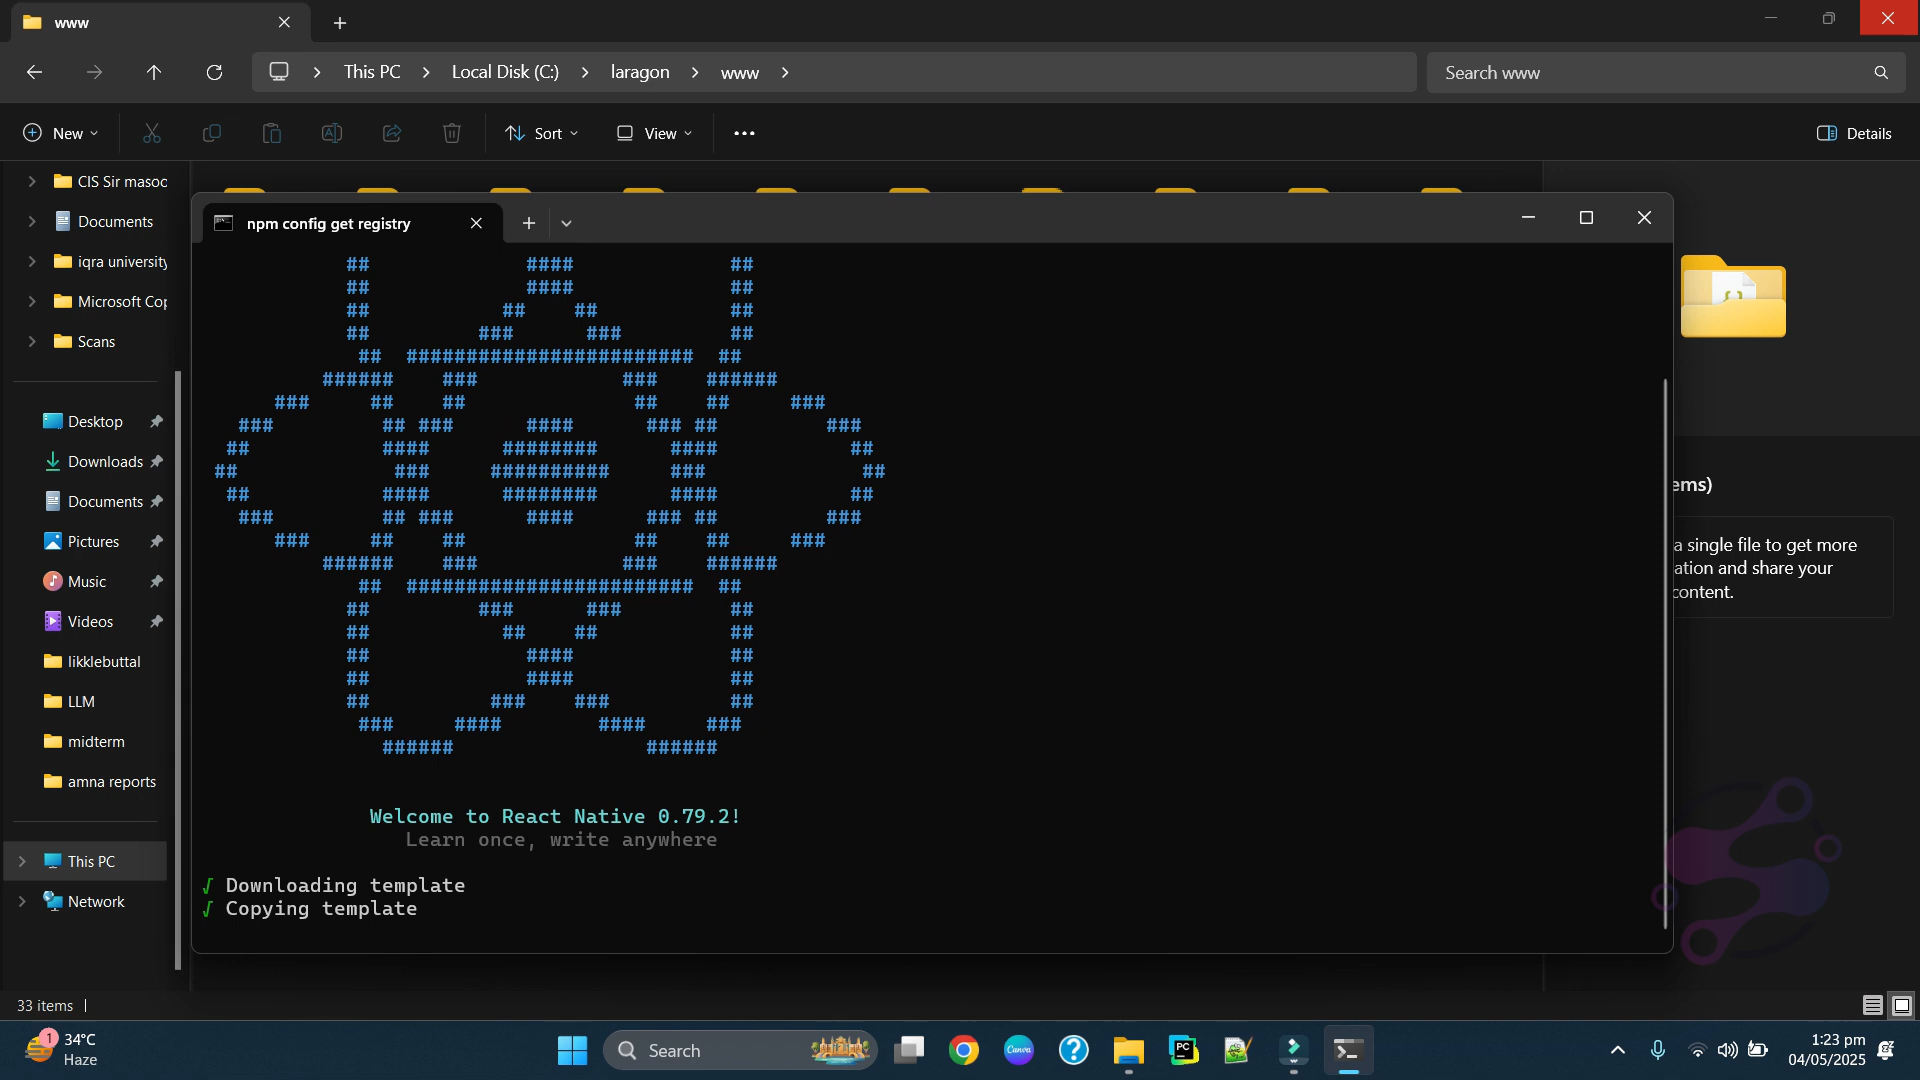 www
This PC
Local Disk (C:)
laragon
www
Search www
New
Sort
View
Details
CIS Sir masoo
Documents
iqra university
Microsoft Cop
Scans
Desktop
Downloads
Documents
Pictures
Music
Videos
likklebuttal
LLM
midterm
amna reports
This PC
Network
npm config get registry
## #### ##
## #### ##
## ## ## ##
## ### ### ##
## ######################## ##
###### ### ### ######
### ## ## ## ## ###
### ## ### #### ### ## ###
## #### ######## #### ##
## ### ########## ### ##
## #### ######## #### ##
### ## ### #### ### ## ###
### ## ## ## ## ###
###### ### ### ######
## ######################## ##
## ### ### ##
## ## ## ##
## #### ##
## #### ##
## ### ### ##
### #### #### ###
###### ######
Welcome to React Native 0.79.2!
Learn once, write anywhere
√ Downloading template
√ Copying template
ems)
a single file to get more
ation and share your
content.
33 items
1
34°C
Haze
Search
Canva
PC
1:23 pm
04/05/2025